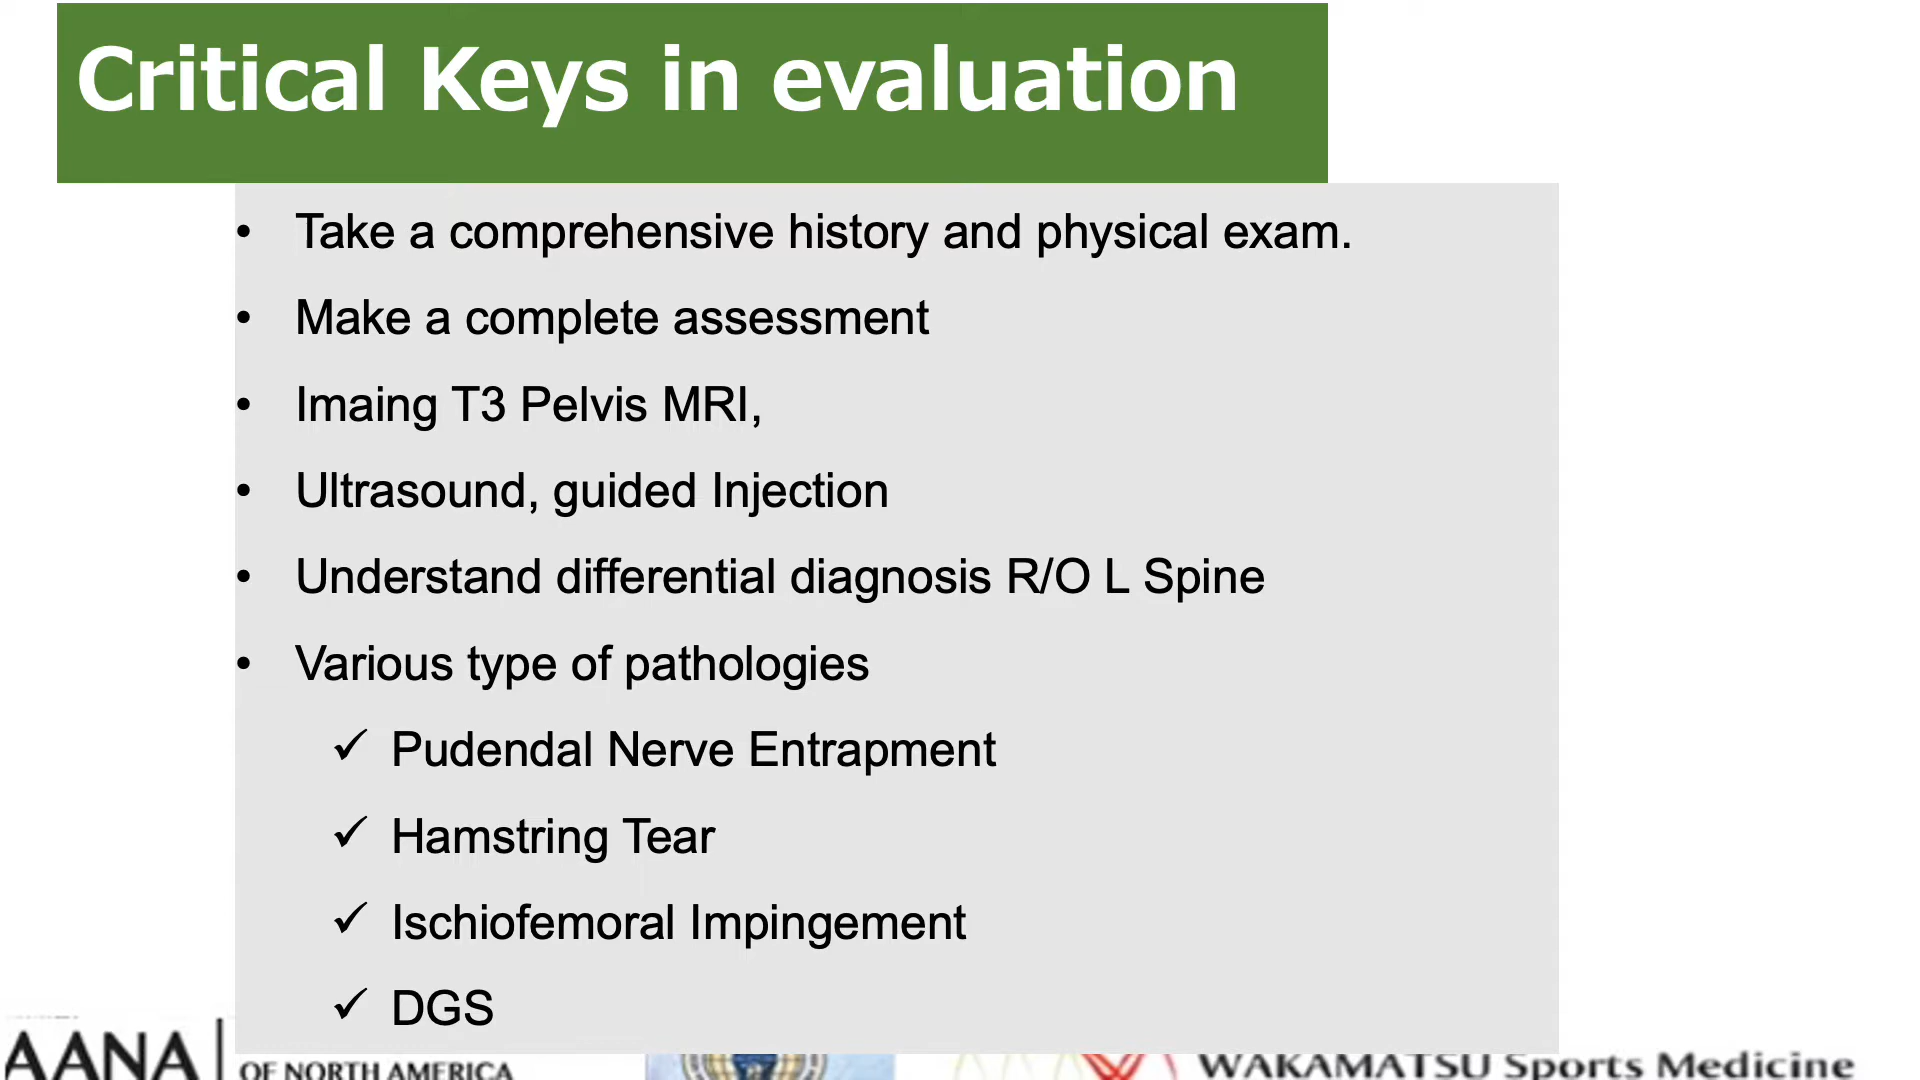 Critical Keys in evaluation
• Take a comprehensive history and physical exam.
• Make a complete assessment
• Imaing T3 Pelvis MRI,
• Ultrasound, guided Injection
• Understand differential diagnosis R/O L Spine
• Various type of pathologies
✓ Pudendal Nerve Entrapment
✓ Hamstring Tear
✓ Ischiofemoral Impingement
✓ DGS
AANA OF NORTH AMERICA WAKAMATSU Sports Medicine